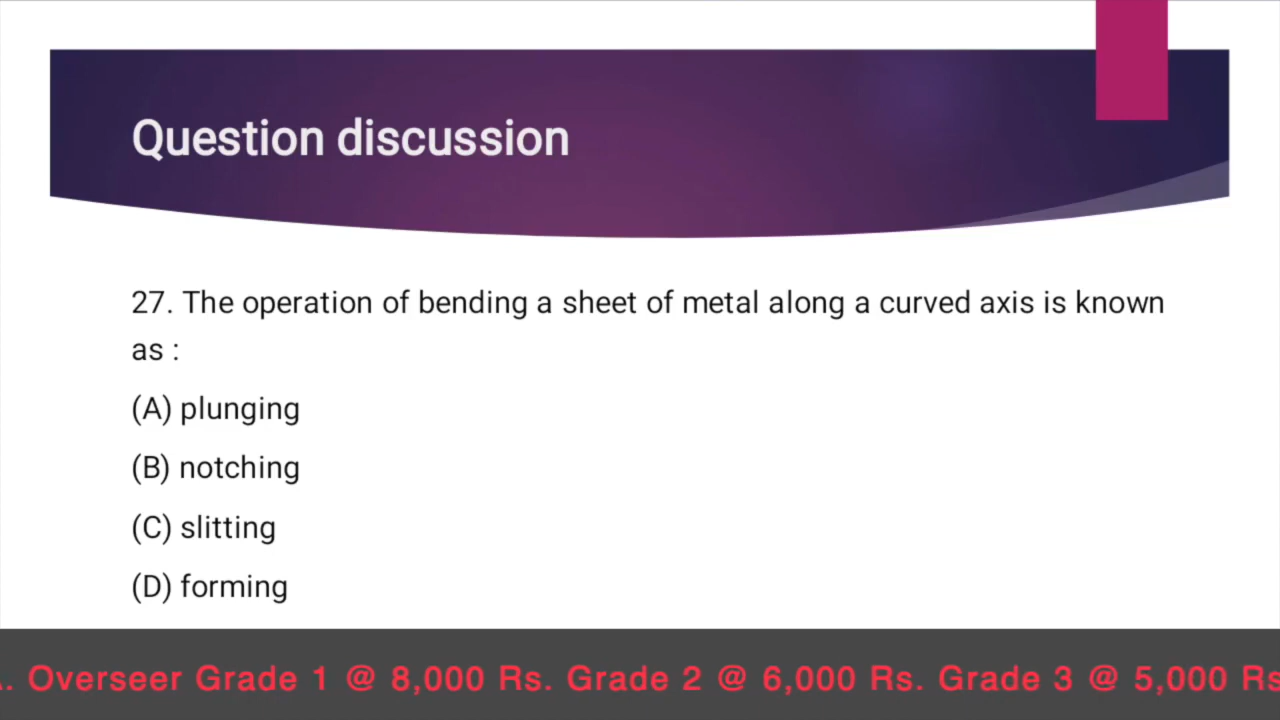 Question discussion
27. The operation of bending a sheet of metal along a curved axis is known
as :
(A) plunging
(B) notching
(C) slitting
(D) forming
. Overseer Grade 1 @ 8,000 Rs. Grade 2 @ 6,000 Rs. Grade 3 @ 5,000 Rs